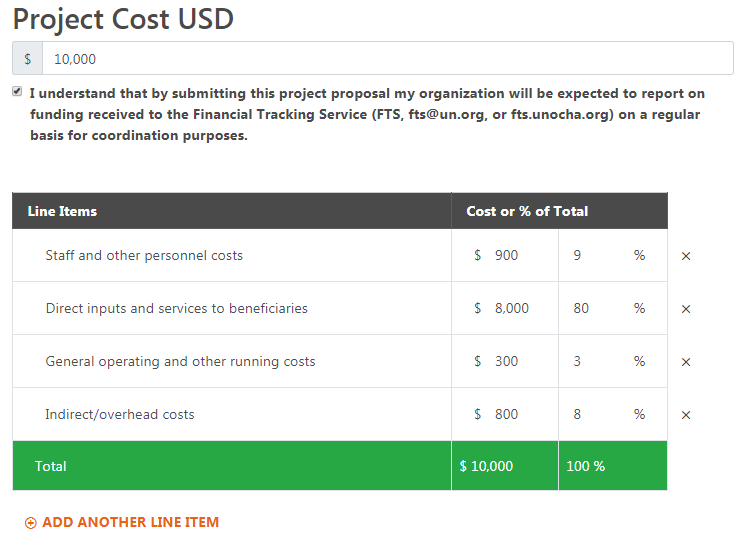 Project Cost USD
$ 10,000
I understand that by submitting this project proposal my organization will be expected to report on
funding received to the Financial Tracking Service (FTS, fts@un.org, or fts.unocha.org) on a regular
basis for coordination purposes.
Line Items Cost or % of Total
Staff and other personnel costs $ 900 9 % ×
Direct inputs and services to beneficiaries $ 8,000 80 % ×
General operating and other running costs $ 300 3 % ×
Indirect/overhead costs $ 800 8 % ×
Total $ 10,000 100 %
ADD ANOTHER LINE ITEM